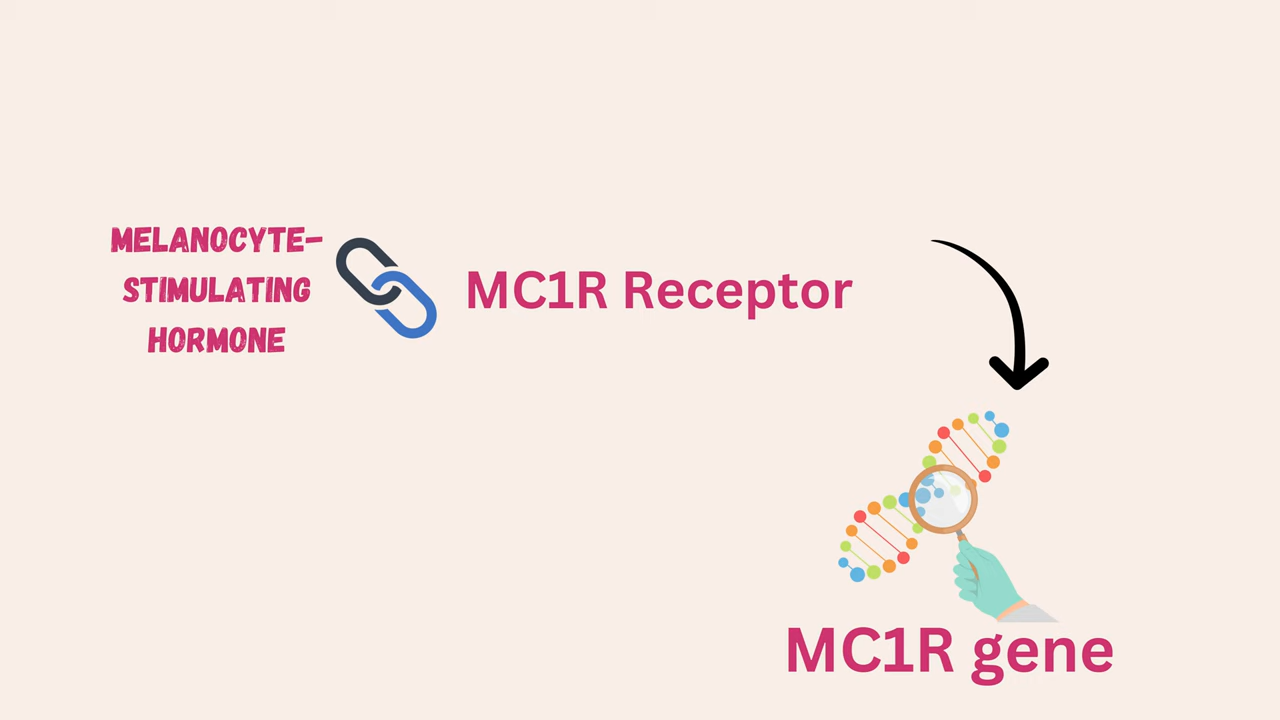 MELANOCYTE-
STIMULATING
HORMONE
MC1R Receptor
MC1R gene